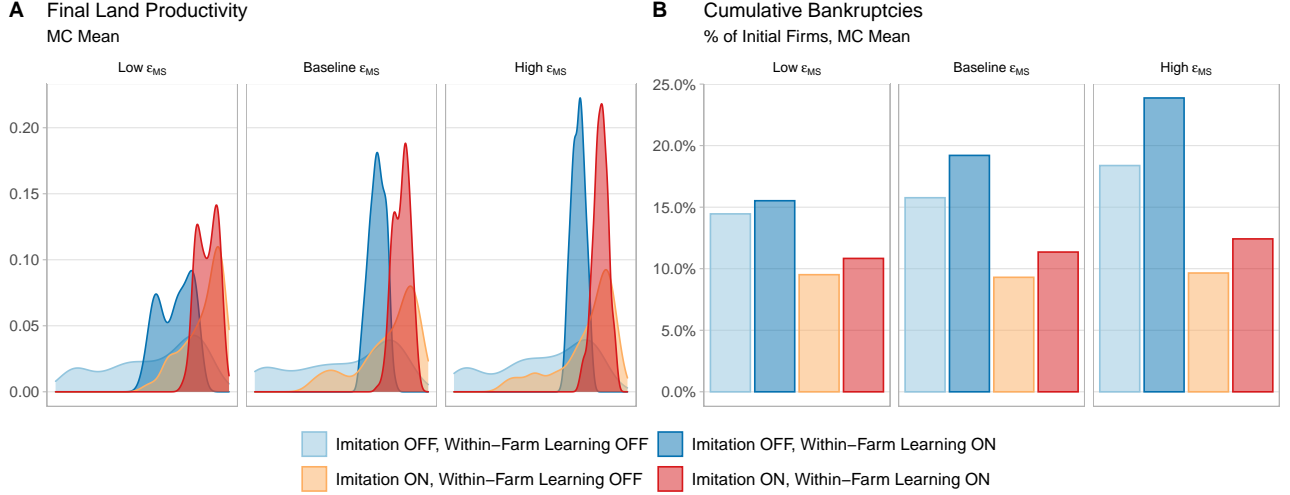 A Final Land Productivity
MC Mean
Low εMS
Baseline εMS
High εMS
0.20
0.15
0.10
0.05
0.00
B Cumulative Bankruptcies
% of Initial Firms, MC Mean
Low εMS
Baseline εMS
High εMS
25.0%
20.0%
15.0%
10.0%
5.0%
0.0%
Imitation OFF, Within−Farm Learning OFF
Imitation OFF, Within−Farm Learning ON
Imitation ON, Within−Farm Learning OFF
Imitation ON, Within−Farm Learning ON